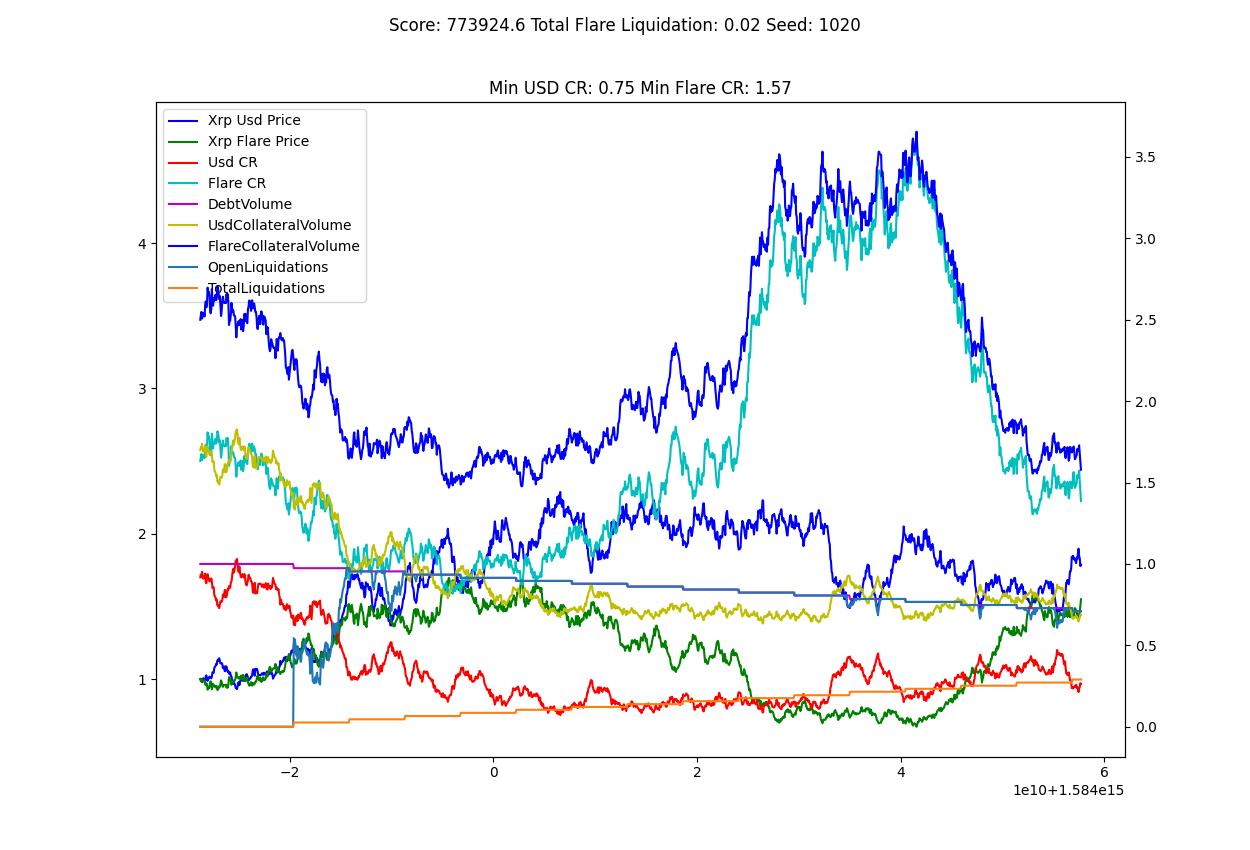 Score: 773924.6 Total Flare Liquidation: 0.02 Seed: 1020
Min USD CR: 0.75 Min Flare CR: 1.57
Xrp Usd Price
Xrp Flare Price
Usd CR
Flare CR
DebtVolume
UsdCollateralVolume
FlareCollateralVolume
OpenLiquidations
TotalLiquidations
4
3
2
1
3.5
3.0
2.5
2.0
1.5
1.0
0.5
0.0
−2 0 2 4 6
1e10+1.584e15